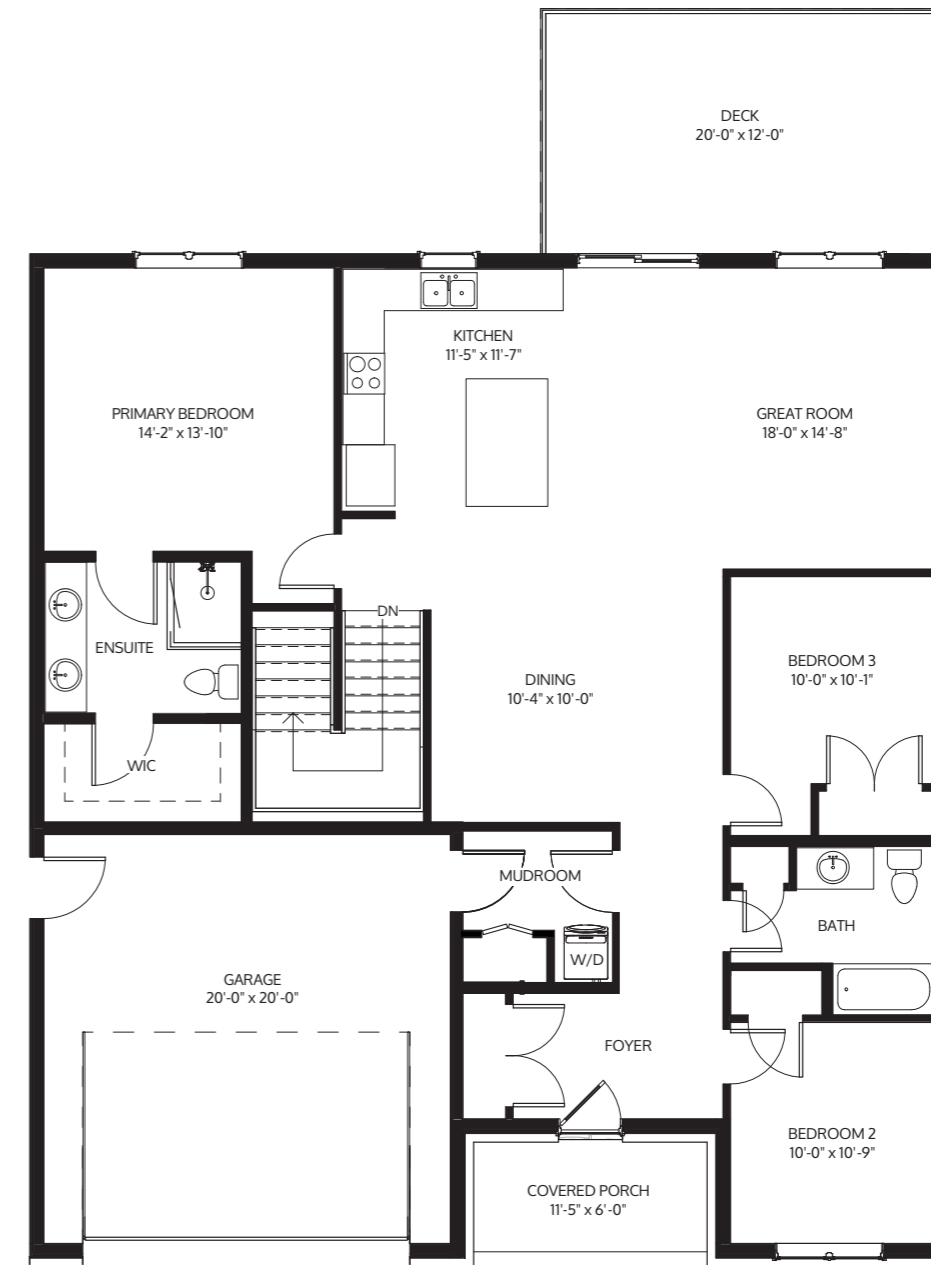 DECK
20'-0" x 12'-0"
KITCHEN
11'-5" x 11'-7"
PRIMARY BEDROOM
14'-2" x 13'-10"
GREAT ROOM
18'-0" x 14'-8"
DN
ENSUITE
BEDROOM 3
10'-0" x 10'-1"
DINING
10'-4" x 10'-0"
WIC
MUDROOM
BATH
W/D
GARAGE
20'-0" x 20'-0"
FOYER
BEDROOM 2
10'-0" x 10'-9"
COVERED PORCH
11'-5" x 6'-0"